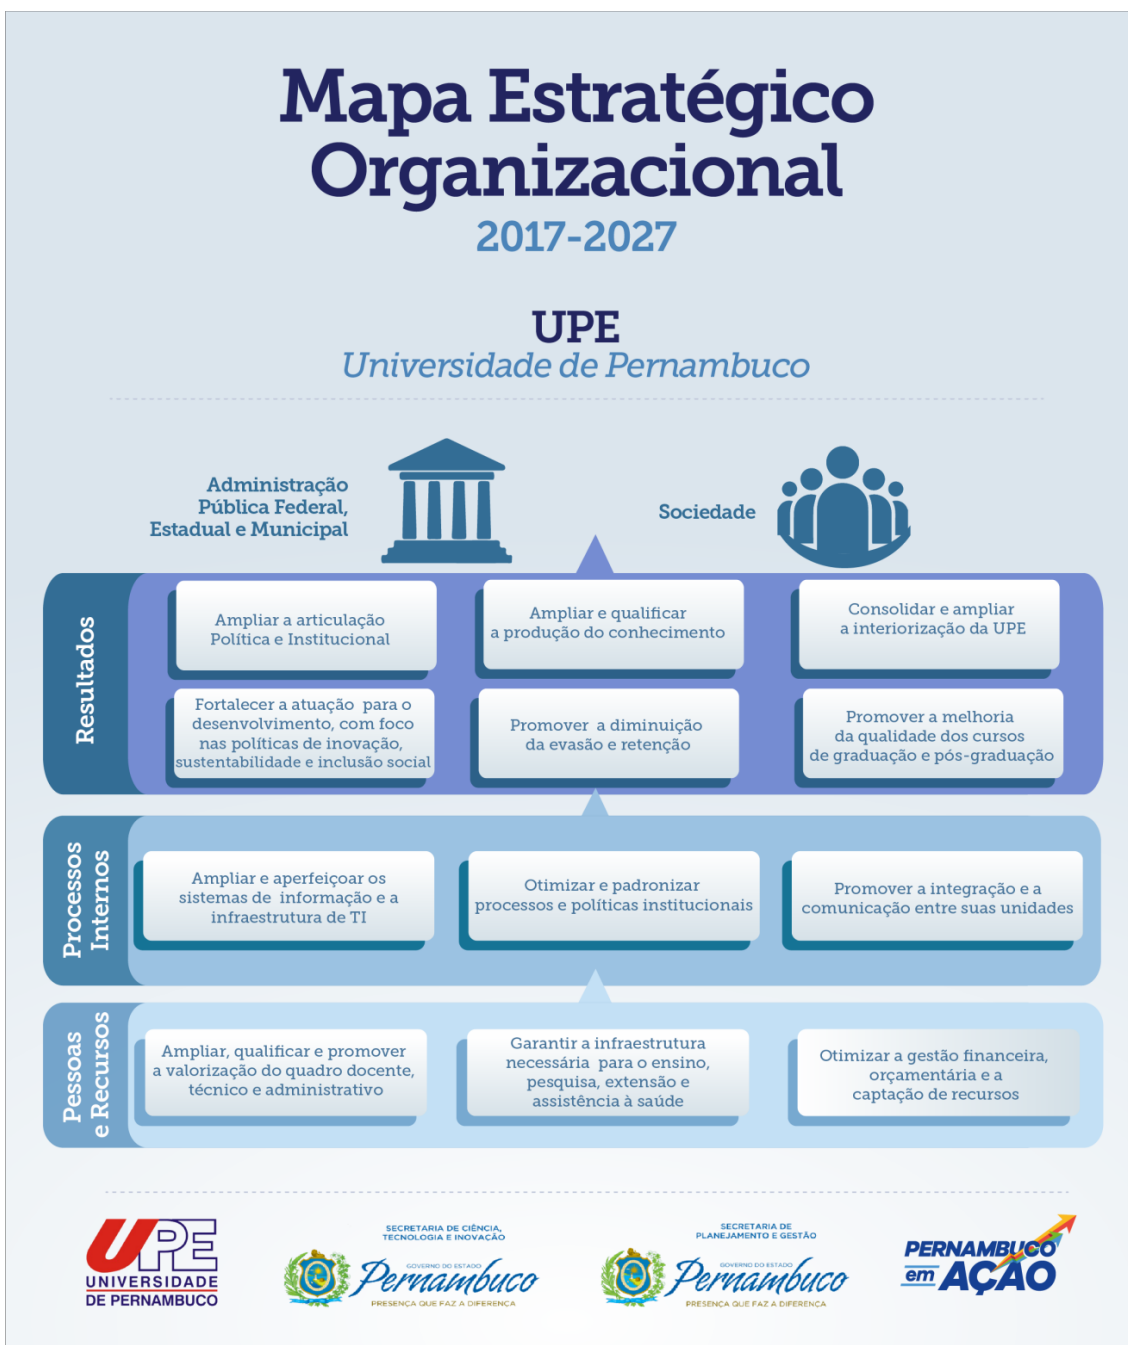 Mapa Estratégico
Organizacional
2017-2027
UPE
Universidade de Pernambuco
Administração
Pública Federal,
Estadual e Municipal
Sociedade
Resultados
Ampliar a articulação
Política e Institucional
Ampliar e qualificar
a produção do conhecimento
Consolidar e ampliar
a interiorização da UPE
Fortalecer a atuação para o
desenvolvimento, com foco
nas políticas de inovação,
sustentabilidade e inclusão social
Promover a diminuição
da evasão e retenção
Promover a melhoria
da qualidade dos cursos
de graduação e pós-graduação
Processos
Internos
Ampliar e aperfeiçoar os
sistemas de informação e a
infraestrutura de TI
Otimizar e padronizar
processos e políticas institucionais
Promover a integração e a
comunicação entre suas unidades
Pessoas
e Recursos
Ampliar, qualificar e promover
a valorização do quadro docente,
técnico e administrativo
Garantir a infraestrutura
necessária para o ensino,
pesquisa, extensão e
assistência à saúde
Otimizar a gestão financeira,
orçamentária e a
captação de recursos
UPE
UNIVERSIDADE
DE PERNAMBUCO
SECRETARIA DE CIÊNCIA,
TECNOLOGIA E INOVAÇÃO
GOVERNO DO ESTADO
Pernambuco
PRESENÇA QUE FAZ A DIFERENÇA
SECRETARIA DE
PLANEJAMENTO E GESTÃO
GOVERNO DO ESTADO
Pernambuco
PRESENÇA QUE FAZ A DIFERENÇA
PERNAMBUCO
em AÇÃO